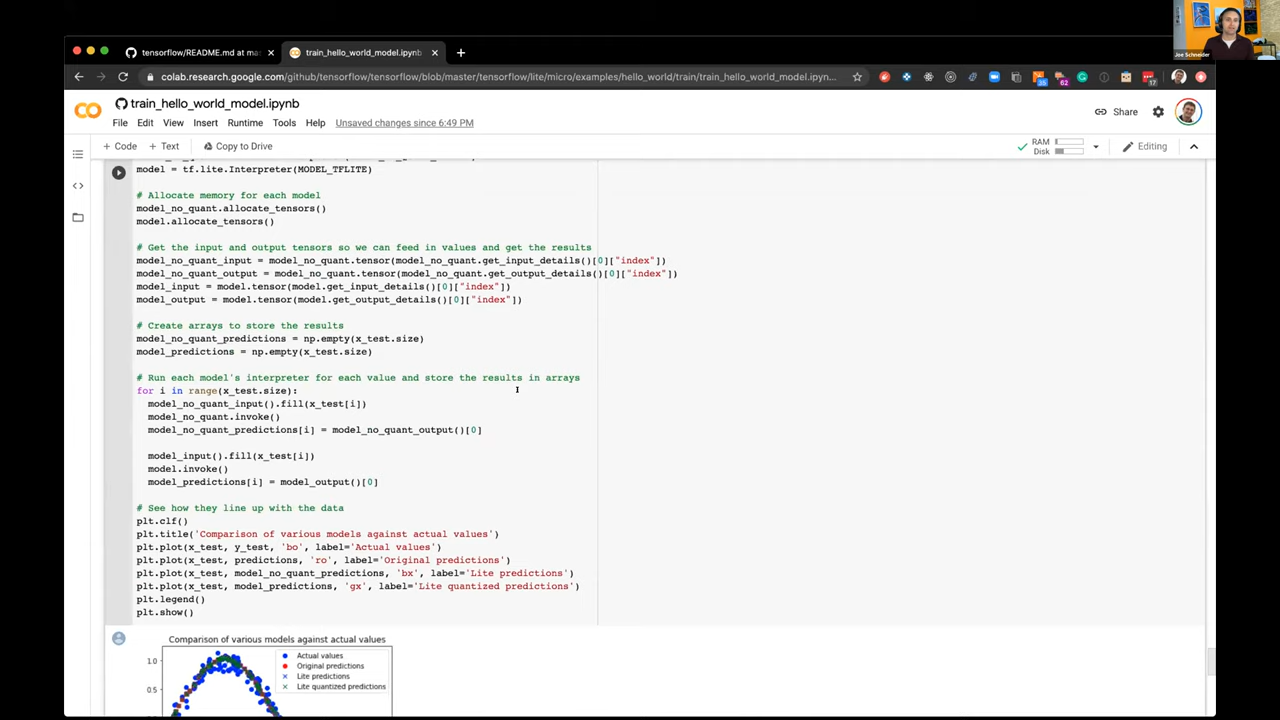 Joe Schneider
tensorflow/README.md at mas
train_hello_world_model.ipynb
colab.research.google.com/github/tensorflow/tensorflow/blob/master/tensorflow/lite/micro/examples/hello_world/train/train_hello_world_model.ipyn...
35
62
17
CO
train_hello_world_model.ipynb
File Edit View Insert Runtime Tools Help Unsaved changes since 6:49 PM
Share
+ Code + Text Copy to Drive
RAM
Disk
Editing
model = tf.lite.Interpreter(MODEL_TFLITE)
# Allocate memory for each model
model_no_quant.allocate_tensors()
model.allocate_tensors()
# Get the input and output tensors so we can feed in values and get the results
model_no_quant_input = model_no_quant.tensor(model_no_quant.get_input_details()[0]["index"])
model_no_quant_output = model_no_quant.tensor(model_no_quant.get_output_details()[0]["index"])
model_input = model.tensor(model.get_input_details()[0]["index"])
model_output = model.tensor(model.get_output_details()[0]["index"])
# Create arrays to store the results
model_no_quant_predictions = np.empty(x_test.size)
model_predictions = np.empty(x_test.size)
# Run each model's interpreter for each value and store the results in arrays
for i in range(x_test.size):
model_no_quant_input().fill(x_test[i])
model_no_quant.invoke()
model_no_quant_predictions[i] = model_no_quant_output()[0]
model_input().fill(x_test[i])
model.invoke()
model_predictions[i] = model_output()[0]
# See how they line up with the data
plt.clf()
plt.title('Comparison of various models against actual values')
plt.plot(x_test, y_test, 'bo', label='Actual values')
plt.plot(x_test, predictions, 'ro', label='Original predictions')
plt.plot(x_test, model_no_quant_predictions, 'bx', label='Lite predictions')
plt.plot(x_test, model_predictions, 'gx', label='Lite quantized predictions')
plt.legend()
plt.show()
Comparison of various models against actual values
1.0
0.5
Actual values
Original predictions
Lite predictions
Lite quantized predictions